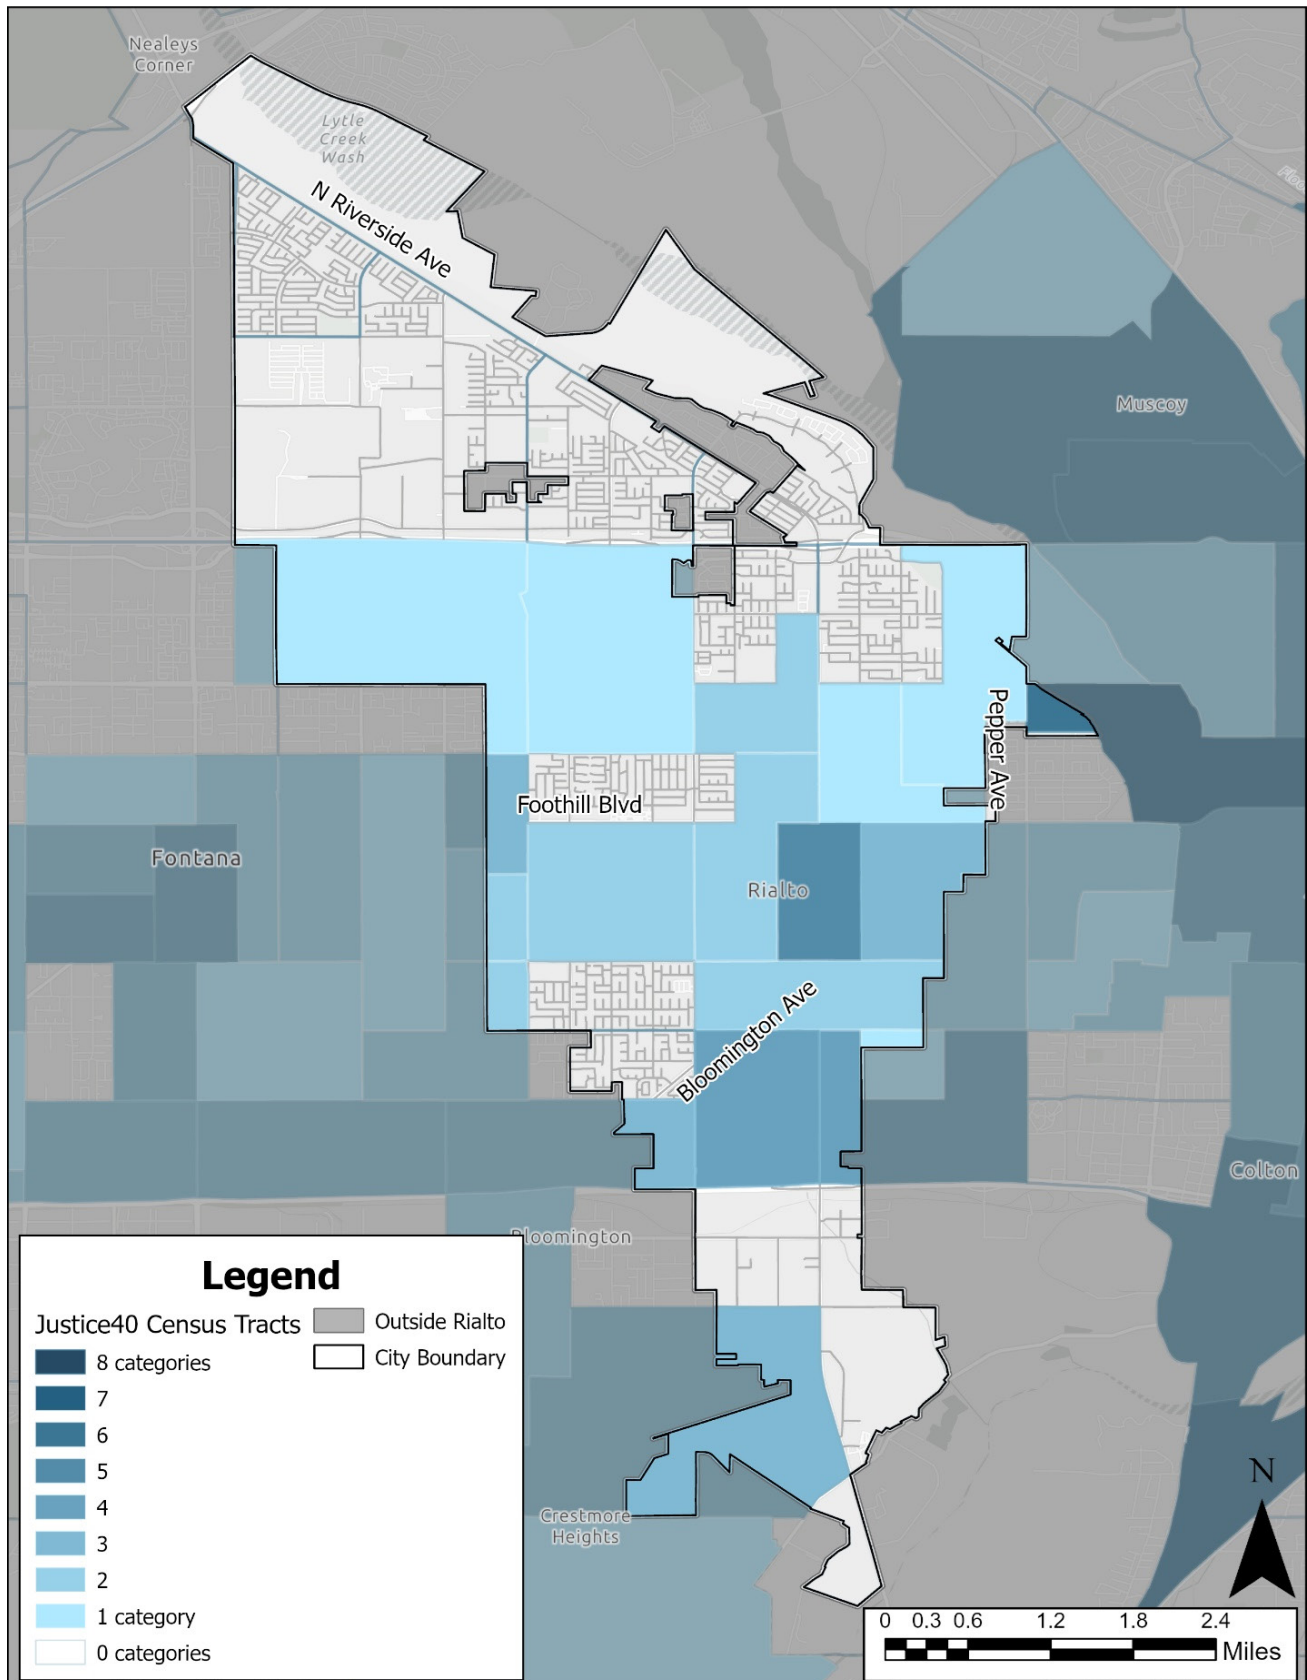 Nealeys
Corner
Lytle
Creek
Wash
N Riverside Ave
Muscoy
Pepper Ave
Foothill Blvd
Fontana
Rialto
Bloomington Ave
Colton
Bloomington
Crestmore
Heights
Legend
Justice40 Census Tracts
8 categories
7
6
5
4
3
2
1 category
0 categories
Outside Rialto
City Boundary
N
0 0.3 0.6 1.2 1.8 2.4
Miles